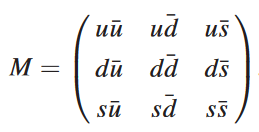 uū ud̄ us̄
M = dū dd̄ ds̄
sū sd̄ ss̄